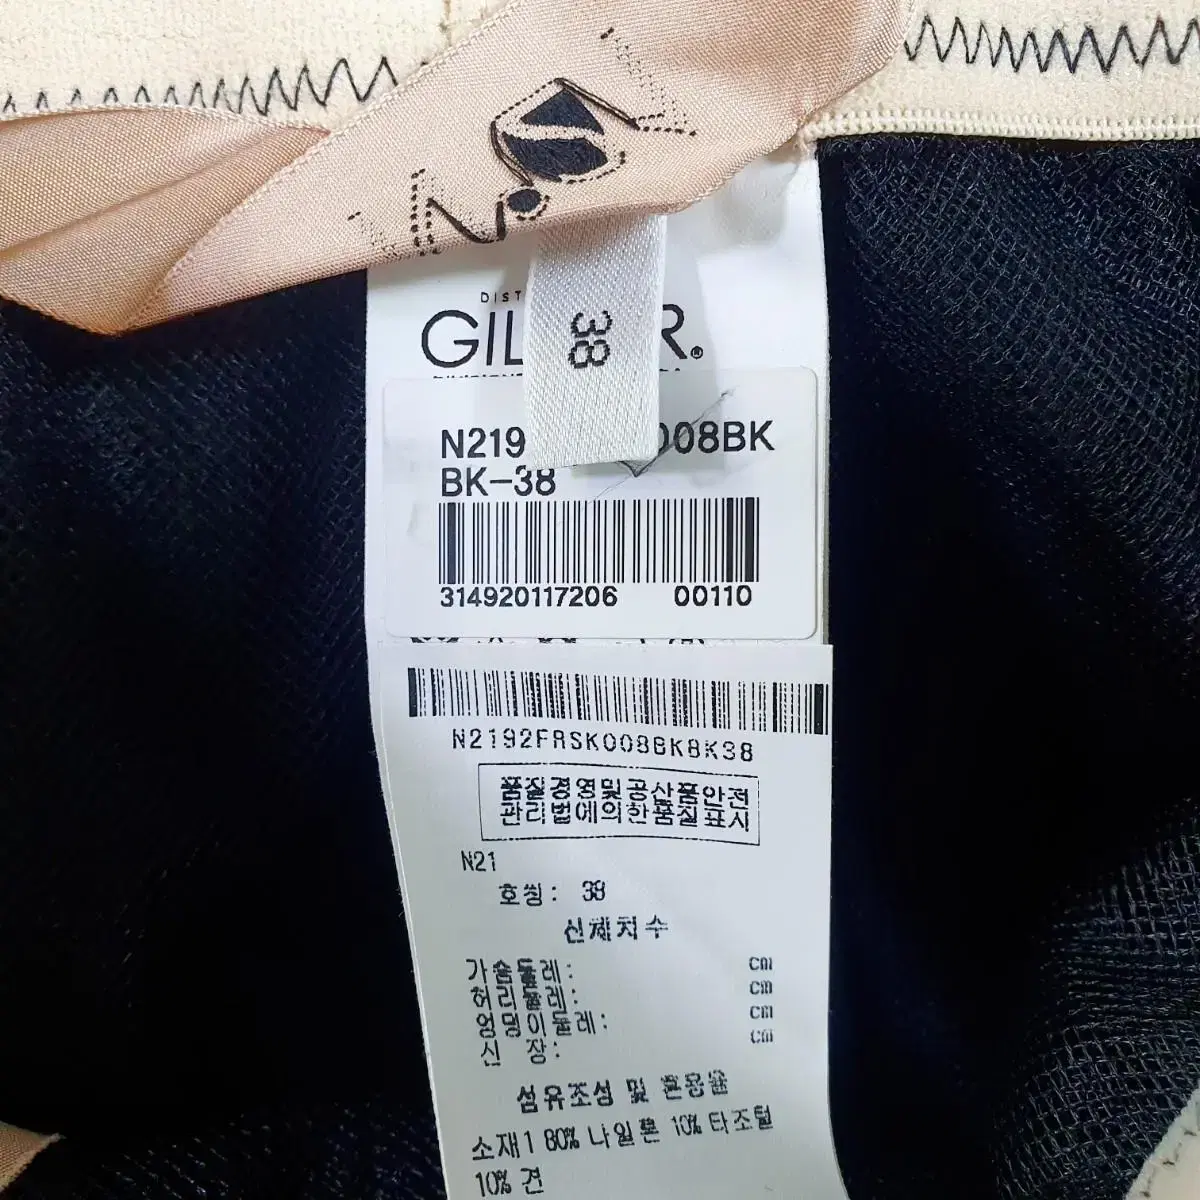 38
DIST
GIL R®
N219 008BK
BK-38
314920117206 00110
N2192FRSK008BKBK38
품질경영및공산품안전
관리법에의한품질표시
N21
호칭: 38
신체치수
가슴둘레: cm
허리둘레: cm
엉덩이둘레: cm
신 장: cm
섬유조성 및 혼용율
소재1 80% 나일론 10% 타조털
10% 견